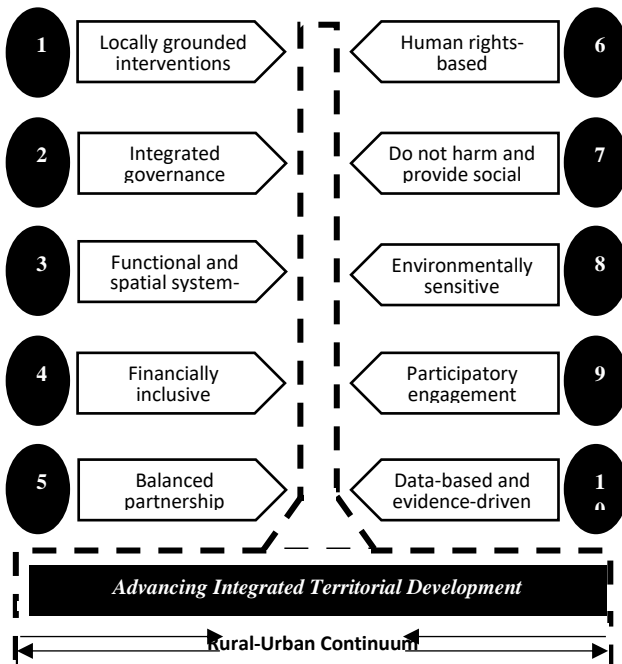 1
Locally grounded
interventions
2
Integrated
governance
3
Functional and
spatial system-
4
Financially
inclusive
5
Balanced
partnership
Human rights-
based
6
Do not harm and
provide social
7
Environmentally
sensitive
8
Participatory
engagement
9
Data-based and
evidence-driven
10
Advancing Integrated Territorial Development
Rural-Urban Continuum